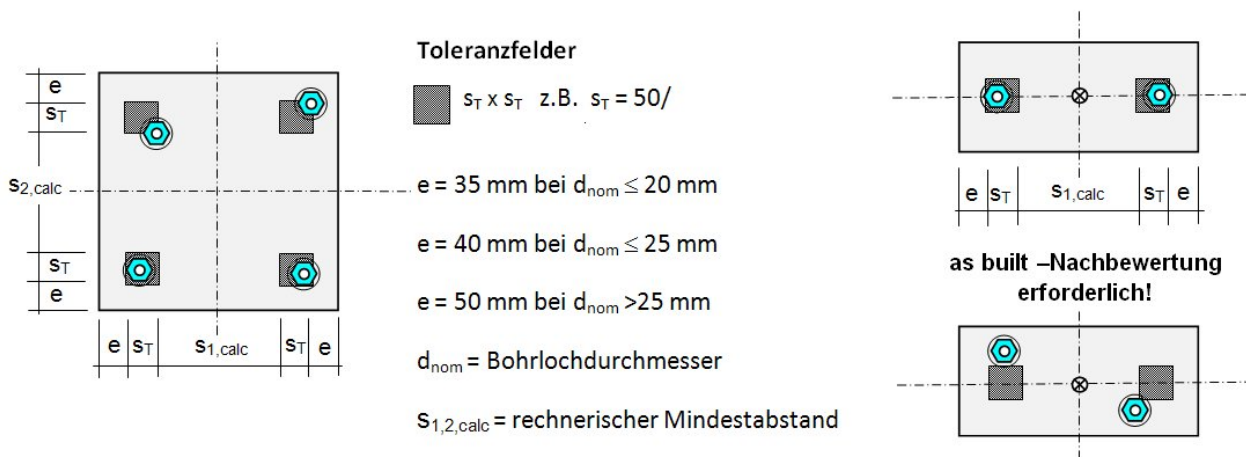 e
sT
s2,calc
sT
e
e sT s1,calc sT e
Toleranzfelder
sT x sT z.B. sT = 50/
e = 35 mm bei dnom ≤ 20 mm
e = 40 mm bei dnom ≤ 25 mm
e = 50 mm bei dnom >25 mm
dnom = Bohrlochdurchmesser
s1,2,calc = rechnerischer Mindestabstand
e sT s1,calc sT e
as built –Nachbewertung
erforderlich!